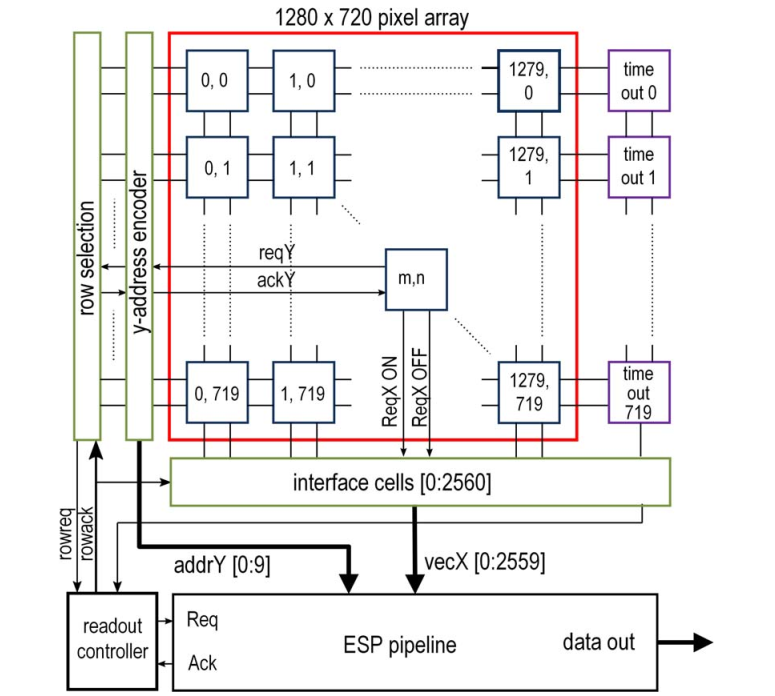 1280 x 720 pixel array
0, 0
1, 0
1279,
0
time
out 0
0, 1
1, 1
1279,
1
time
out 1
row selection
y-address encoder
reqY
ackY
m,n
ReqX ON
ReqX OFF
0, 719
1, 719
1279,
719
time
out
719
interface cells [0:2560]
rowreq
rowack
addrY [0:9]
vecX [0:2559]
readout
controller
Req
Ack
ESP pipeline
data out